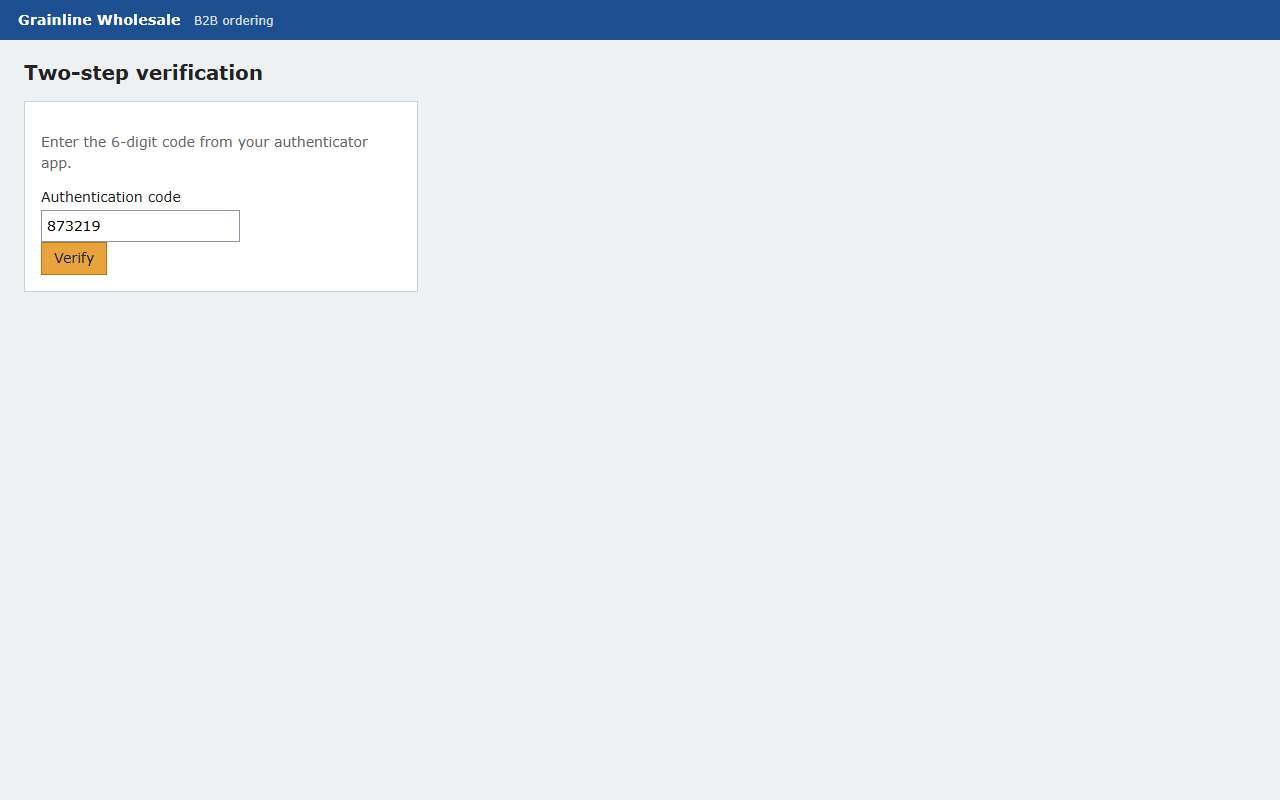 Grainline Wholesale B2B ordering
Two-step verification
Enter the 6-digit code from your authenticator
app.
Authentication code
873219
Verify